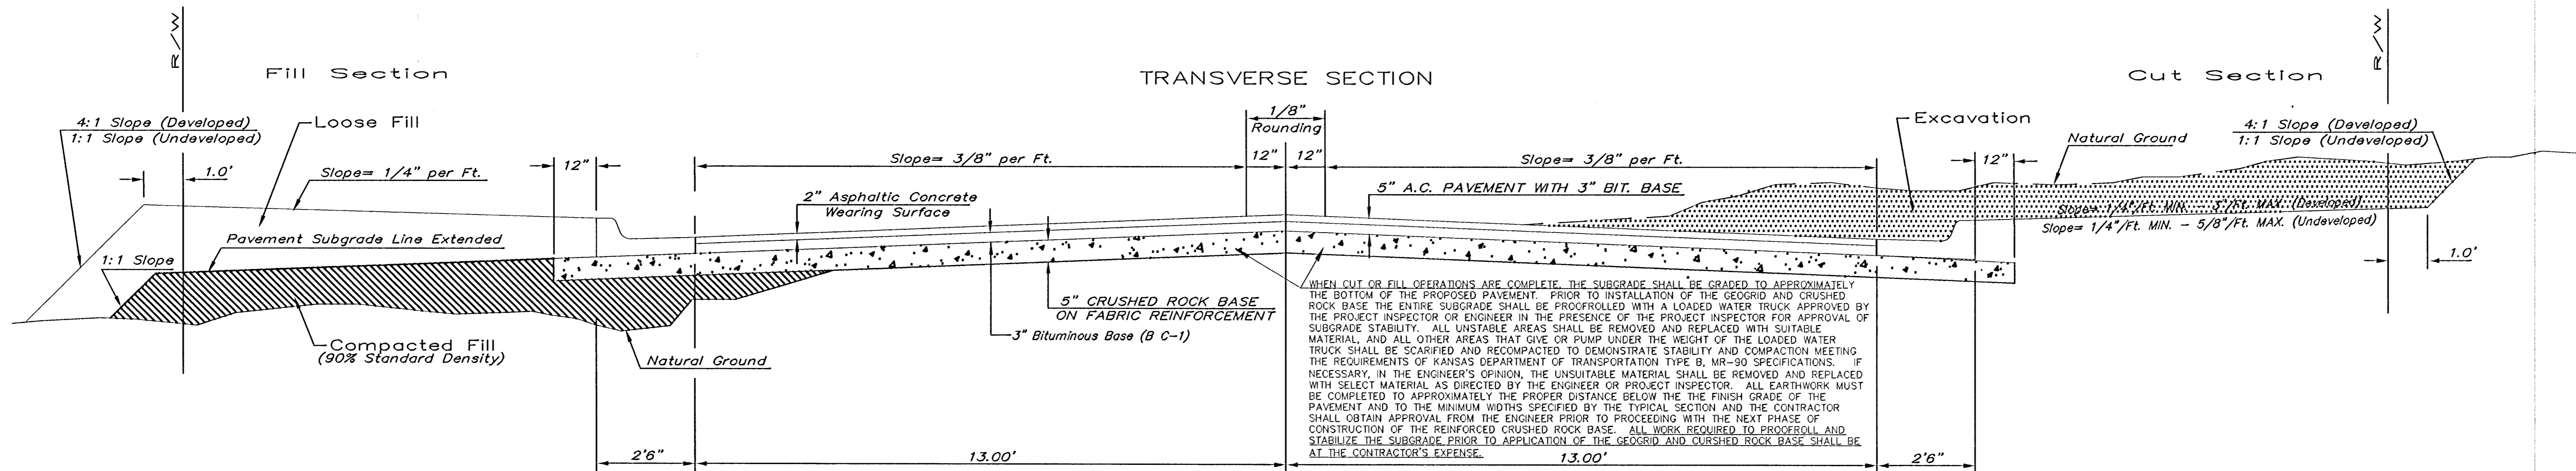 R/W
Fill Section
TRANSVERSE SECTION
Cut Section
R/W
4:1 Slope (Developed)
1:1 Slope (Undeveloped)
Loose Fill
1.0'
Slope= 1/4" per Ft.
12"
Slope= 3/8" per Ft.
1/8"
Rounding
12"
12"
Slope= 3/8" per Ft.
Excavation
Natural Ground
12"
4:1 Slope (Developed)
1:1 Slope (Undeveloped)
2" Asphaltic Concrete
Wearing Surface
5" A.C. PAVEMENT WITH 3" BIT. BASE
Slope= 1/4"/Ft. MIN. - 3"/Ft. MAX. (Developed)
Slope= 1/4"/Ft. MIN. - 5/8"/Ft. MAX. (Undeveloped)
1.0'
Pavement Subgrade Line Extended
1:1 Slope
5" CRUSHED ROCK BASE
ON FABRIC REINFORCEMENT
3" Bituminous Base (B C-1)
Compacted Fill
(90% Standard Density)
Natural Ground
WHEN CUT OR FILL OPERATIONS ARE COMPLETE, THE SUBGRADE SHALL BE GRADED TO APPROXIMATELY
THE BOTTOM OF THE PROPOSED PAVEMENT. PRIOR TO INSTALLATION OF THE GEOGRID AND CRUSHED
ROCK BASE THE ENTIRE SUBGRADE SHALL BE PROOFROLLED WITH A LOADED WATER TRUCK APPROVED BY
THE PROJECT INSPECTOR OR ENGINEER IN THE PRESENCE OF THE PROJECT INSPECTOR FOR APPROVAL OF
SUBGRADE STABILITY. ALL UNSTABLE AREAS SHALL BE REMOVED AND REPLACED WITH SUITABLE
MATERIAL, AND ALL OTHER AREAS THAT GIVE OR PUMP UNDER THE WEIGHT OF THE LOADED WATER
TRUCK SHALL BE SCARIFIED AND RECOMPACTED TO DEMONSTRATE STABILITY AND COMPACTION MEETING
THE REQUIREMENTS OF KANSAS DEPARTMENT OF TRANSPORTATION TYPE B, MR-90 SPECIFICATIONS. IF
NECESSARY, IN THE ENGINEER'S OPINION, THE UNSUITABLE MATERIAL SHALL BE REMOVED AND REPLACED
WITH SELECT MATERIAL AS DIRECTED BY THE ENGINEER OR PROJECT INSPECTOR. ALL EARTHWORK MUST
BE COMPLETED TO APPROXIMATELY THE PROPER DISTANCE BELOW THE THE FINISH GRADE OF THE
PAVEMENT AND TO THE MINIMUM WIDTHS SPECIFIED BY THE TYPICAL SECTION AND THE CONTRACTOR
SHALL OBTAIN APPROVAL FROM THE ENGINEER PRIOR TO PROCEEDING WITH THE NEXT PHASE OF
CONSTRUCTION OF THE REINFORCED CRUSHED ROCK BASE. ALL WORK REQUIRED TO PROOFROLL AND
STABILIZE THE SUBGRADE PRIOR TO APPLICATION OF THE GEOGRID AND CURSHED ROCK BASE SHALL BE
AT THE CONTRACTOR'S EXPENSE.
2'6"
13.00'
13.00'
2'6"